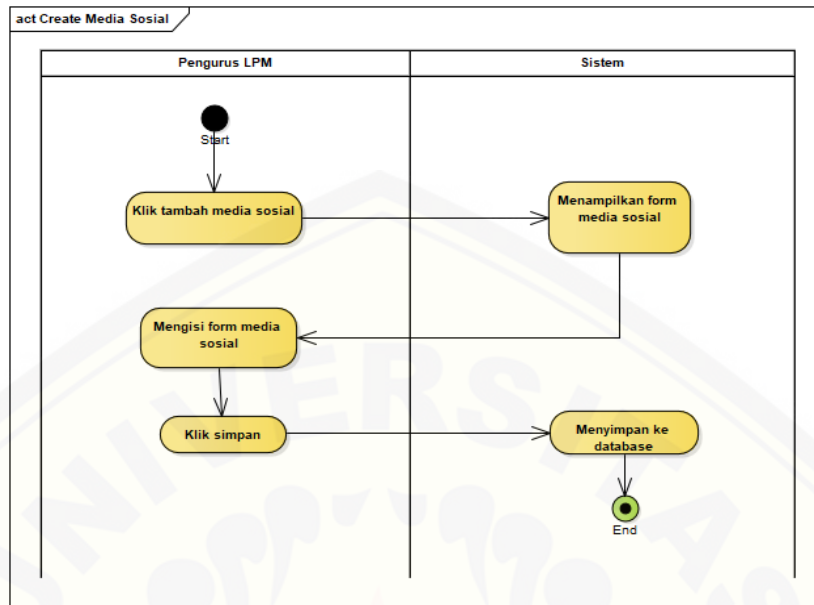 act Create Media Sosial
Pengurus LPM
Sistem
Start
Klik tambah media sosial
Menampilkan form
media sosial
Mengisi form media
sosial
Klik simpan
Menyimpan ke
database
End
UNIVERSITAS